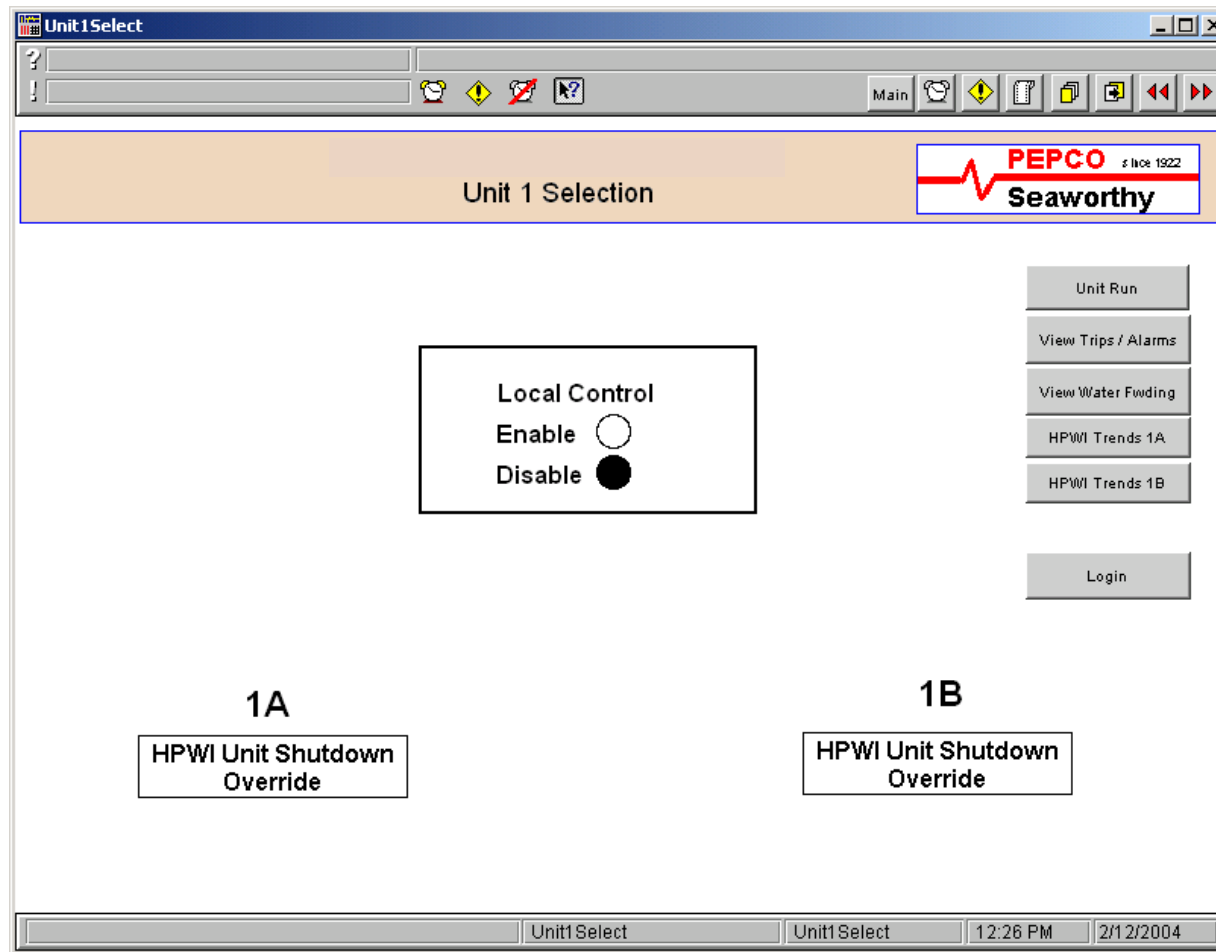 Unit1Select
?
!
Main
Unit 1 Selection
PEPCO since 1922
Seaworthy
Unit Run
View Trips / Alarms
View Water Fwding
HPWI Trends 1A
HPWI Trends 1B
Login
Local Control
Enable
Disable
1A
HPWI Unit Shutdown
Override
1B
HPWI Unit Shutdown
Override
Unit1Select
Unit1Select
12:26 PM
2/12/2004